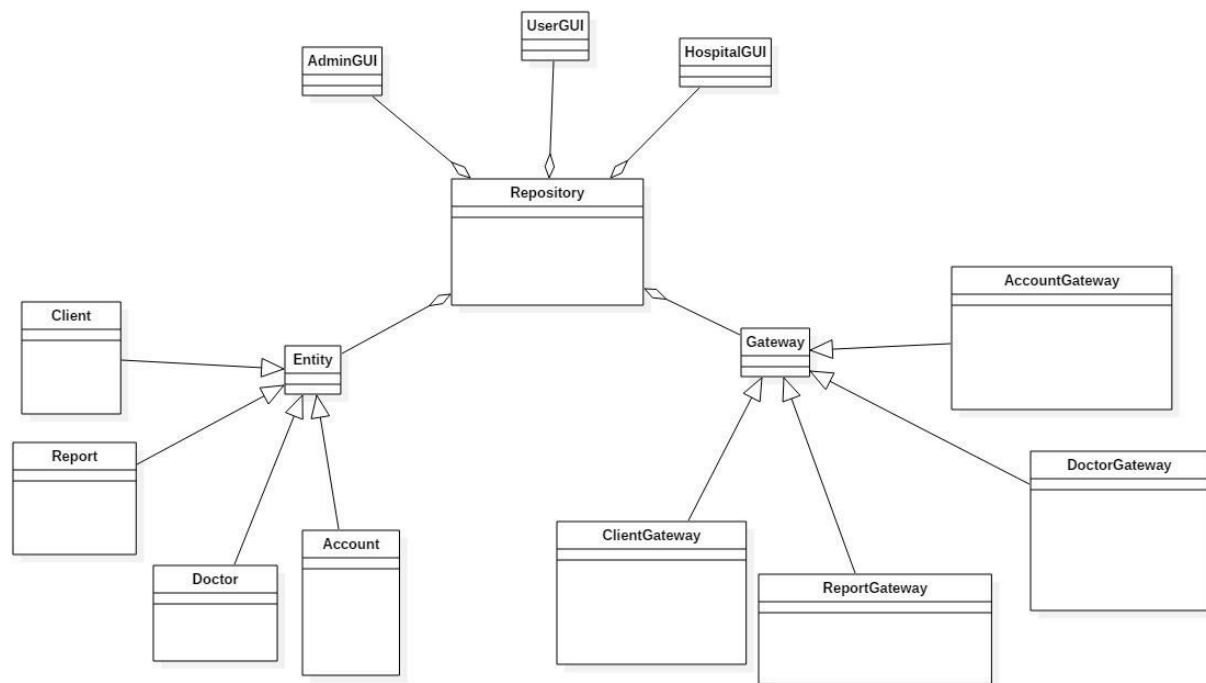 UserGUI
AdminGUI
HospitalGUI
Repository
AccountGateway
Client
Gateway
Entity
Report
DoctorGateway
ClientGateway
Account
Doctor
ReportGateway